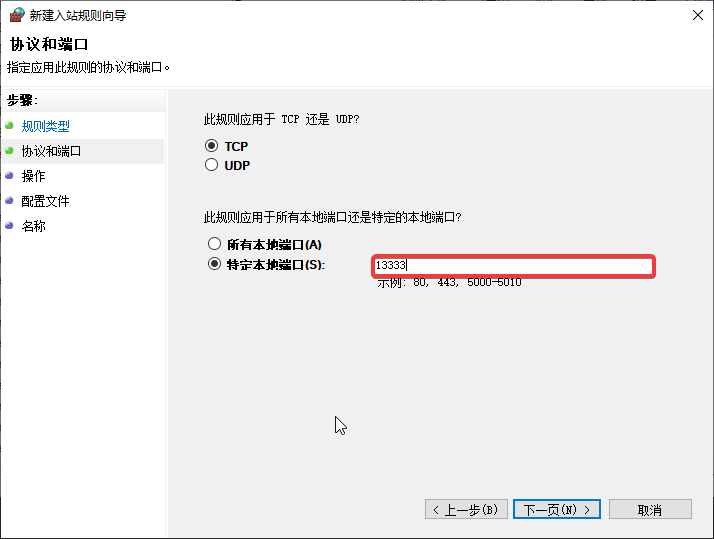 新建入站规则向导
协议和端口
指定应用此规则的协议和端口。
步骤:
规则类型
协议和端口
操作
配置文件
名称
此规则应用于 TCP 还是 UDP?
TCP
UDP
此规则应用于所有本地端口还是特定的本地端口?
所有本地端口(A)
特定本地端口(S):
13333
示例: 80, 443, 5000-5010
< 上一步(B)
下一页(N) >
取消